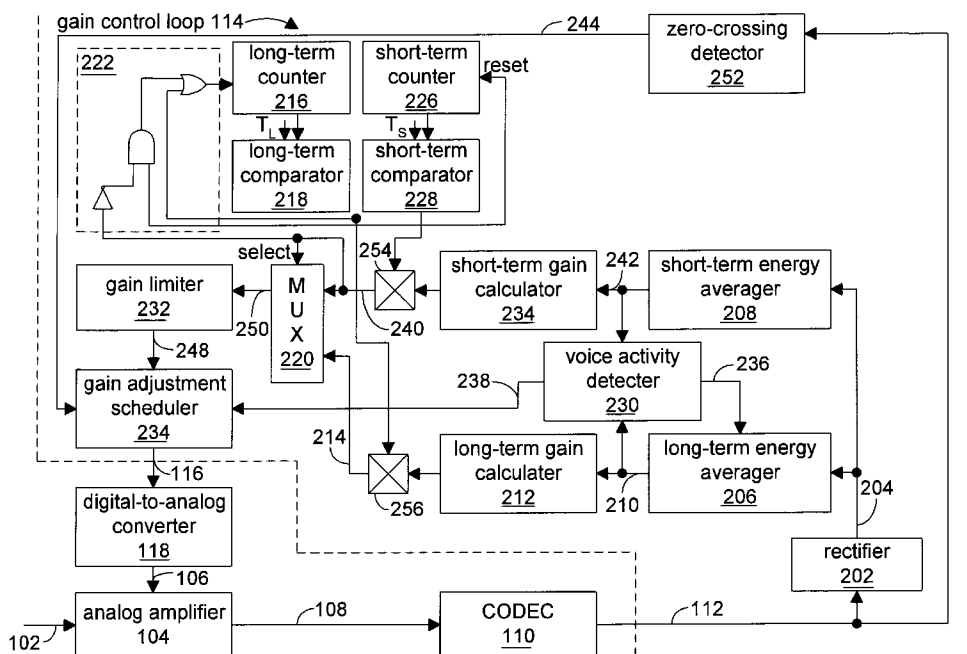 gain control loop 114
244
zero-crossing
detector
252
222
long-term
counter
216
short-term
counter
226
reset
TL
TS
long-term
comparator
218
short-term
comparator
228
select
254
gain limiter
232
250
M
U
X
220
240
short-term gain
calculator
234
242
short-term energy
averager
208
248
voice activity
detecter
230
238
236
gain adjustment
scheduler
234
214
256
long-term gain
calculater
212
210
long-term energy
averager
206
204
116
digital-to-analog
converter
118
rectifier
202
106
analog amplifier
104
102
108
CODEC
110
112